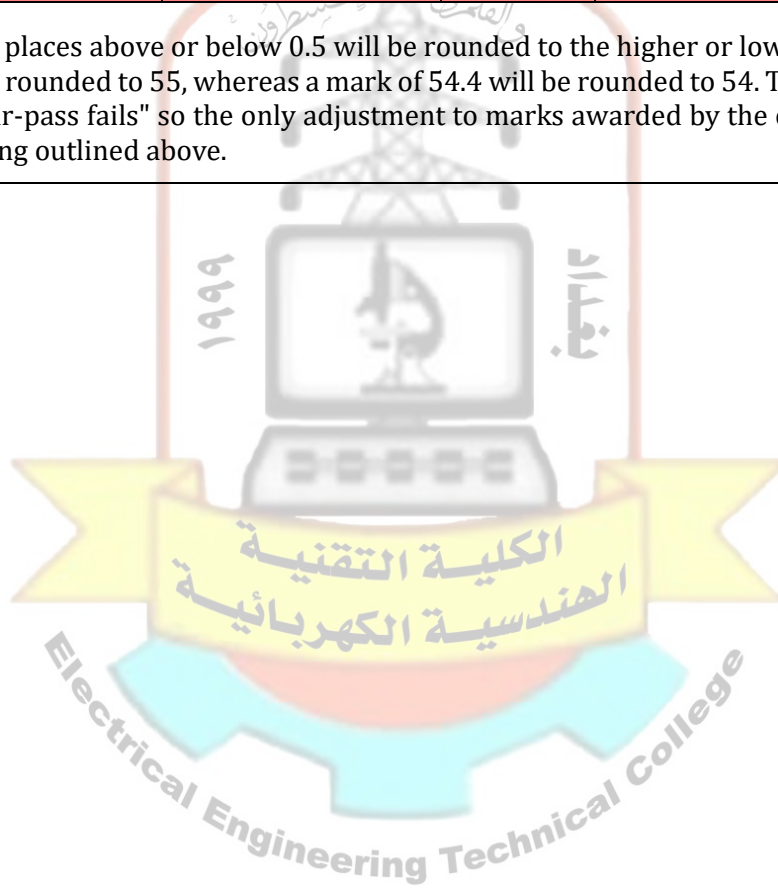 places above or below 0.5 will be rounded to the higher or low
rounded to 55, whereas a mark of 54.4 will be rounded to 54. T
r-pass fails" so the only adjustment to marks awarded by the
ng outlined above.
١٩٩٩
بغداد
الكلية التقنية
الهندسية الكهربائية
Electrical Engineering Technical College